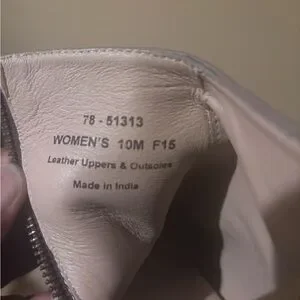 78 - 51313
WOMEN'S 10M F15
Leather Uppers & Outsoles
Made in India